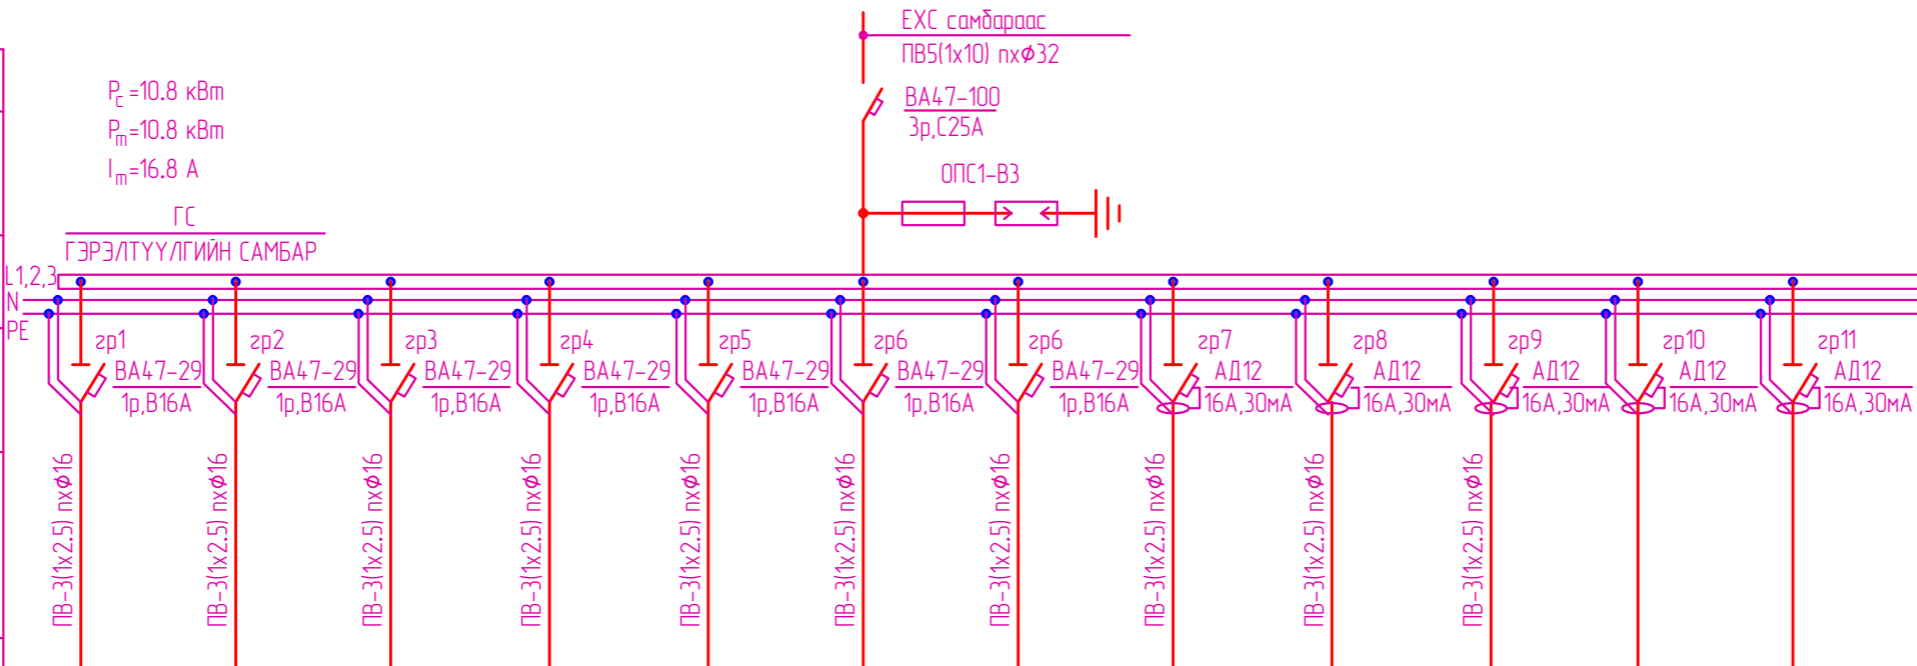 ЕХС самбараас
ПВ5(1х10) пхф32
Pс=10.8 кВт
Pт=10.8 кВт
Iт=16.8 А
ВА47-100
3р,С25А
ОПС1-В3
ГС
ГЭРЭЛТҮҮЛГИЙН САМБАР
L1,2,3
N
PE
гр1
ВА47-29
1р,В16А
гр2
ВА47-29
1р,В16А
гр3
ВА47-29
1р,В16А
гр4
ВА47-29
1р,В16А
гр5
ВА47-29
1р,В16А
гр6
ВА47-29
1р,В16А
гр6
ВА47-29
1р,В16А
гр7
АД12
16А,30мА
гр8
АД12
16А,30мА
гр9
АД12
16А,30мА
гр10
АД12
16А,30мА
гр11
АД12
16А,30мА
ПВ-3(1х2.5) пхф16
ПВ-3(1х2.5) пхф16
ПВ-3(1х2.5) пхф16
ПВ-3(1х2.5) пхф16
ПВ-3(1х2.5) пхф16
ПВ-3(1х2.5) пхф16
ПВ-3(1х2.5) пхф16
ПВ-3(1х2.5) пхф16
ПВ-3(1х2.5) пхф16
ПВ-3(1х2.5) пхф16